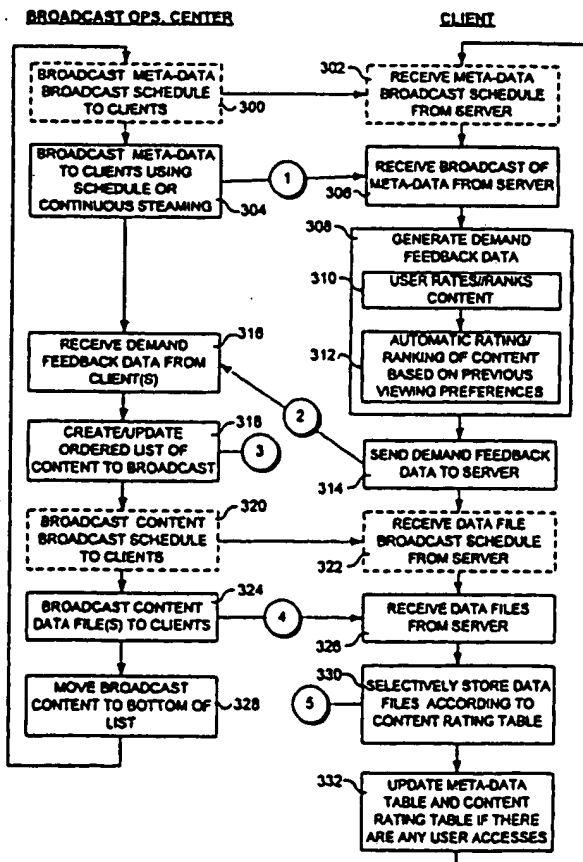 BROADCAST OPS. CENTER
CLIENT
BROADCAST META-DATA
BROADCAST SCHEDULE
TO CLIENTS
300
302
RECEIVE META-DATA
BROADCAST SCHEDULE
FROM SERVER
BROADCAST META-DATA
TO CLIENTS USING
SCHEDULE OR
CONTINUOUS STEAMING
304
1
RECEIVE BROADCAST OF
META-DATA FROM SERVER
306
308
GENERATE DEMAND
FEEDBACK DATA
310
USER RATES//RANKS
CONTENT
312
AUTOMATIC RATING/
RANKING OF CONTENT
BASED ON PREVIOUS
VIEWING PREFERENCES
316
RECEIVE DEMAND
FEEDBACK DATA FROM
CLIENT(S)
2
318
CREATE/UPDATE
ORDERED LIST OF
CONTENT TO BROADCAST
3
SEND DEMAND FEEDBACK
DATA TO SERVER
314
320
BROADCAST CONTENT
BROADCAST SCHEDULE
TO CLIENTS
RECEIVE DATA FILE
BROADCAST SCHEDULE
FROM SERVER
322
324
BROADCAST CONTENT
DATA FILE(S) TO CLIENTS
4
RECEIVE DATA FILES
FROM SERVER
326
MOVE BROADCAST
CONTENT TO BOTTOM OF
LIST
328
330
SELECTIVELY STORE DATA
FILES ACCORDING TO
CONTENT RATING TABLE
5
332
UPDATE META-DATA
TABLE AND CONTENT
RATING TABLE IF THERE
ARE ANY USER ACCESSES